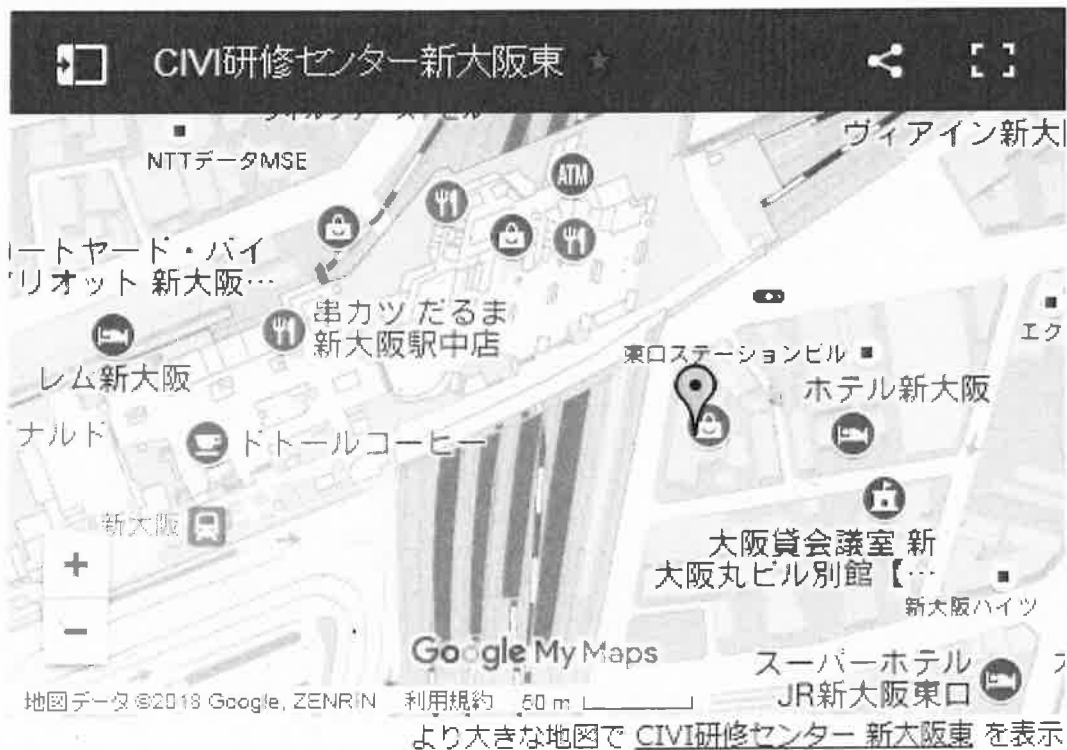 CIVI研修センター新大阪東
NTTデータMSE
ヴィアイン新大
ートヤード・バイ
リオット 新大阪…
ATM
串カツ だるま
新大阪駅中店
エク
レム新大阪
東口ステーションビル
ホテル新大阪
ナルド
ドトールコーヒー
新大阪
大阪貸会議室 新
大阪丸ビル別館【…
新大阪ハイツ
+
−
Google My Maps
スーパーホテル
JR新大阪東口
地図データ ©2018 Google, ZENRIN 利用規約 50 m
より大きな地図で CIVI研修センター 新大阪東 を表示